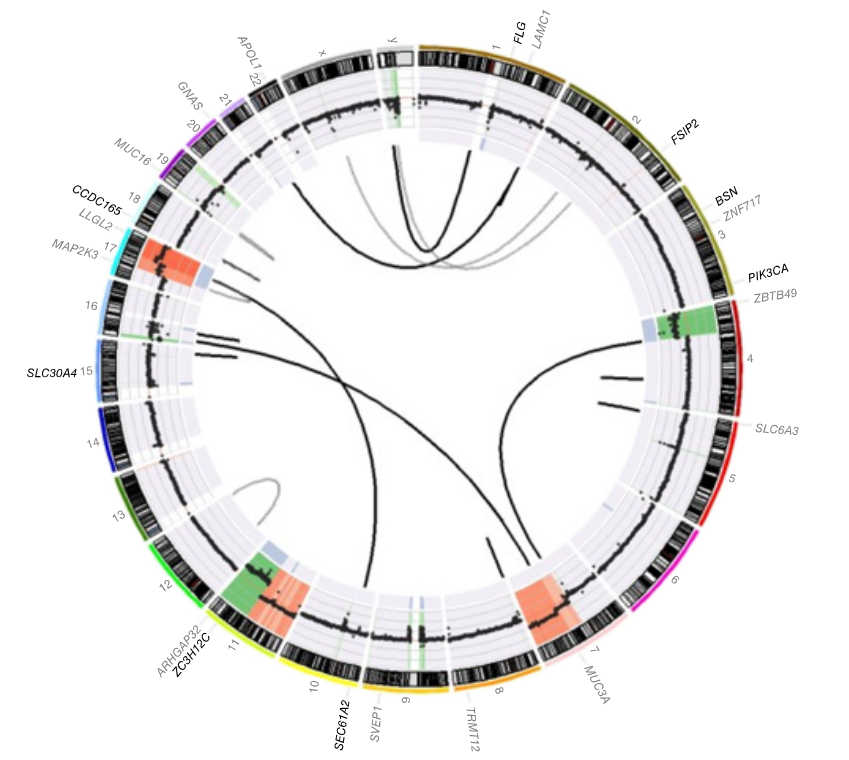 y
1
FLG
LAMC1
2
FSIP2
BSN
ZNF717
3
PIK3CA
ZBTB49
4
SLC6A3
5
6
7
MUC3A
8
TRMT12
9
SVEP1
SEC61A2
10
11
ZC3H12C
ARHGAP32
12
13
14
SLC30A4
15
16
MAP2K3
17
LLGL2
CCDC165
18
MUC16
19
20
GNAS
21
22
APOL1
x